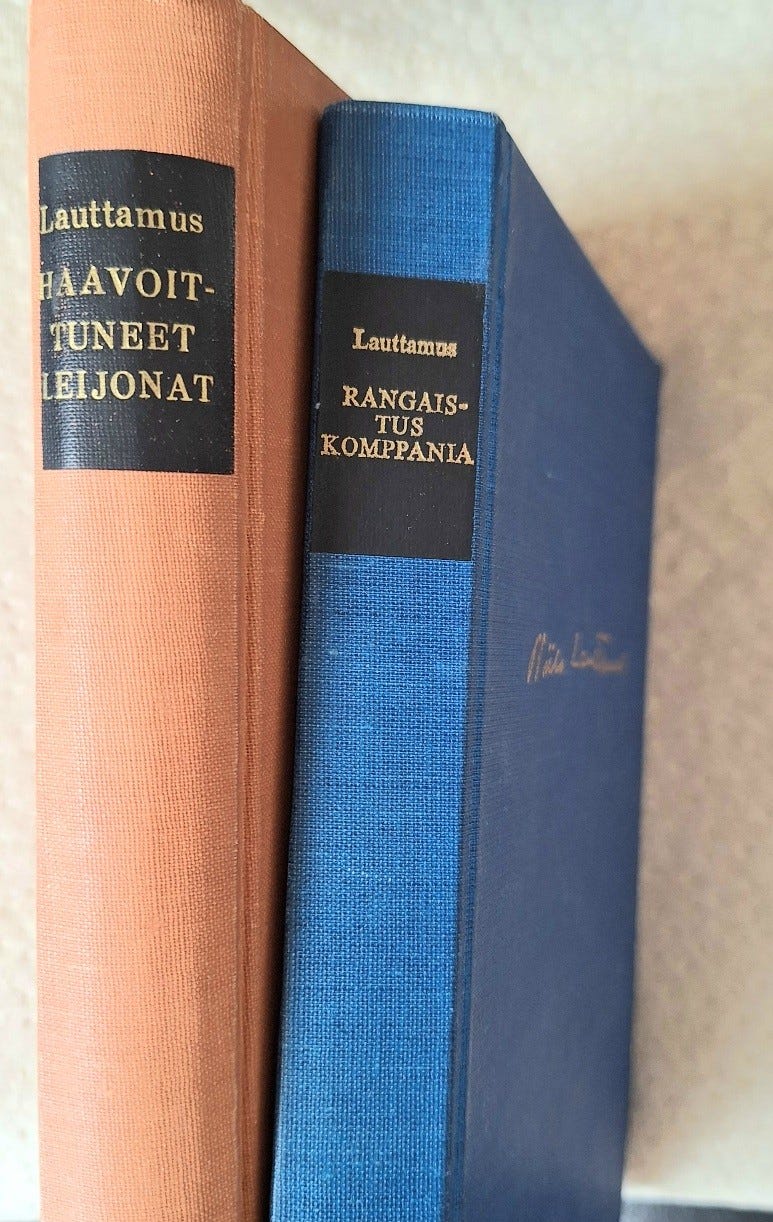 Lauttamus
HAAVOIT-
TUNEET
LEIJONAT
Lauttamus
RANGAIS-
TUS
KOMPPANIA